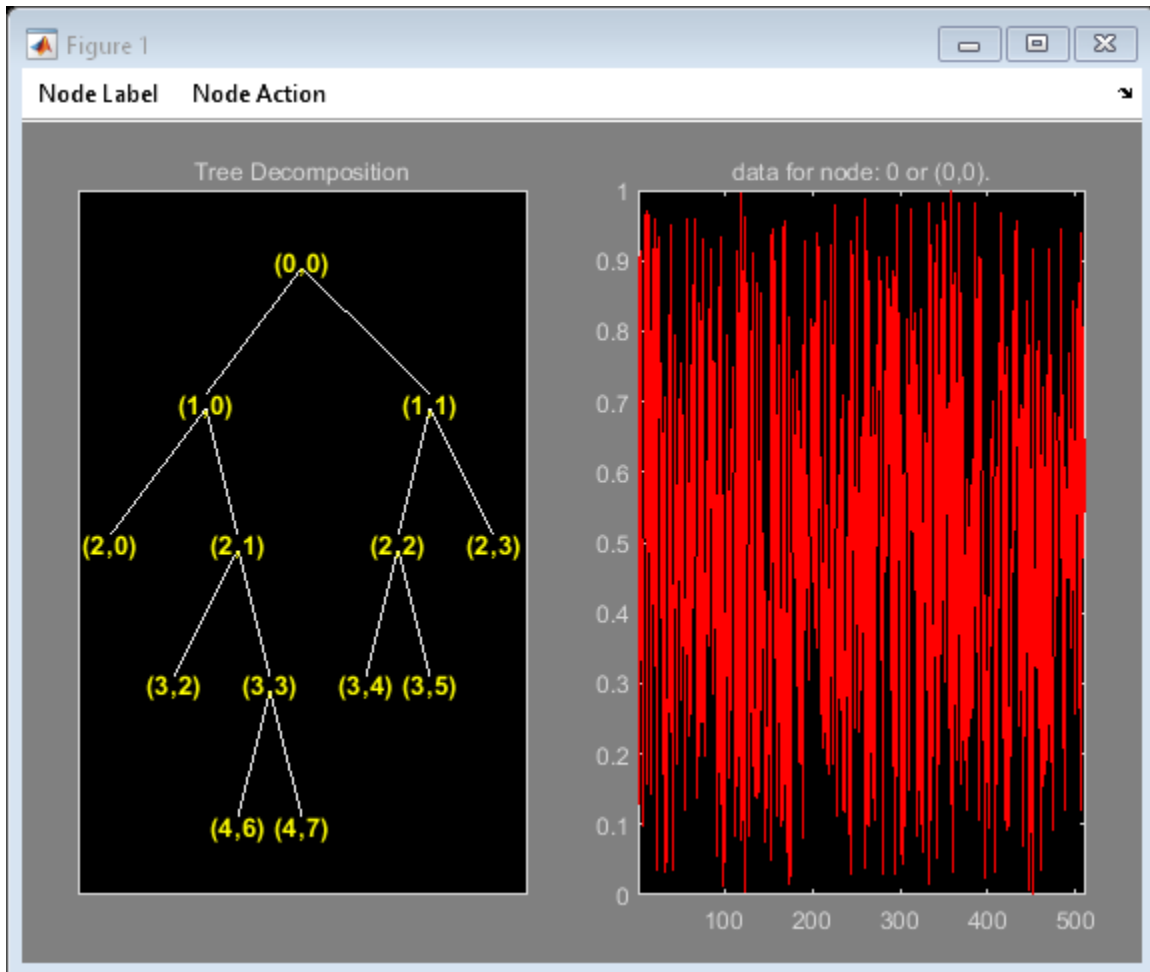 Figure 1
Node Label Node Action
Tree Decomposition
(0,0)
(1,0) (1,1)
(2,0) (2,1) (2,2) (2,3)
(3,2) (3,3) (3,4) (3,5)
(4,6) (4,7)
data for node: 0 or (0,0).
1
0.9
0.8
0.7
0.6
0.5
0.4
0.3
0.2
0.1
0
100 200 300 400 500